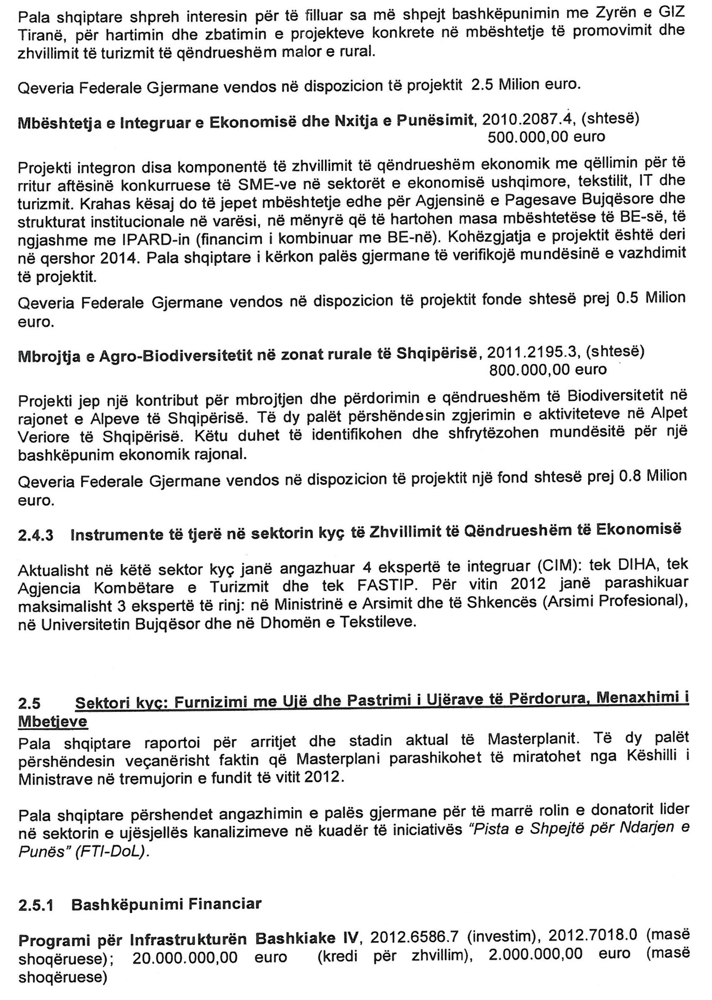 Pala shqiptare shpreh interesin për të filluar sa më shpejt bashkëpunimin me Zyrën e GIZ
Tiranë, për hartimin dhe zbatimin e projekteve konkrete në mbështetje të promovimit dhe
zhvillimit të turizmit të qëndrueshëm malor e rural.
Qeveria Federale Gjermane vendos në dispozicion të projektit 2.5 Milion euro.
Mbështetja e Integruar e Ekonomisë dhe Nxitja e Punësimit, 2010.2087.4, (shtesë)
500.000,00 euro
Projekti integron disa komponentë të zhvillimit të qëndrueshëm ekonomik me qëllimin për të
rritur aftësinë konkurruese të SME-ve në sektorët e ekonomisë ushqimore, tekstilit, IT dhe
turizmit. Krahas kësaj do të jepet mbështetje edhe për Agjensinë e Pagesave Bujqësore dhe
strukturat institucionale në varësi, në mënyrë që të hartohen masa mbështetëse të BE-së, të
ngjashme me IPARD-in (financim i kombinuar me BE-në). Kohëzgjatja e projektit është deri
në qershor 2014. Pala shqiptare i kërkon palës gjermane të verifikojë mundësinë e vazhdimit
të projektit.
Qeveria Federale Gjermane vendos në dispozicion të projektit fonde shtesë prej 0.5 Milion
euro.
Mbrojtja e Agro-Biodiversitetit në zonat rurale të Shqipërisë, 2011.2195.3, (shtesë)
800.000,00 euro
Projekti jep një kontribut për mbrojtjen dhe përdorimin e qëndrueshëm të Biodiversitetit në
rajonet e Alpeve të Shqipërisë. Të dy palët përshëndesin zgjerimin e aktiviteteve në Alpet
Veriore të Shqipërisë. Këtu duhet të identifikohen dhe shfrytëzohen mundësitë për një
bashkëpunim ekonomik rajonal.
Qeveria Federale Gjermane vendos në dispozicion të projektit një fond shtesë prej 0.8 Milion
euro.
2.4.3 Instrumente të tjerë në sektorin kyç të Zhvillimit të Qëndrueshëm të Ekonomisë
Aktualisht në këtë sektor kyç janë angazhuar 4 ekspertë te integruar (CIM): tek DIHA, tek
Agjencia Kombëtare e Turizmit dhe tek FASTIP. Për vitin 2012 janë parashikuar
maksimalisht 3 ekspertë të rinj: në Ministrinë e Arsimit dhe të Shkencës (Arsimi Profesional),
në Universitetin Bujqësor dhe në Dhomën e Tekstileve.
2.5 Sektori kyç: Furnizimi me Ujë dhe Pastrimi i Ujërave të Përdorura, Menaxhimi i
Mbetjeve
Pala shqiptare raportoi për arritjet dhe stadin aktual të Masterplanit. Të dy palët
përshëndesin veçanërisht faktin që Masterplani parashikohet të miratohet nga Këshilli i
Ministrave në tremujorin e fundit të vitit 2012.
Pala shqiptare përshendet angazhimin e palës gjermane për të marrë rolin e donatorit lider
në sektorin e ujësjellës kanalizimeve në kuadër të iniciativës “Pista e Shpejtë për Ndarjen e
Punës” (FTI-DoL).
2.5.1 Bashkëpunimi Financiar
Programi për Infrastrukturën Bashkiake IV, 2012.6586.7 (investim), 2012.7018.0 (masë
shoqëruese); 20.000.000,00 euro (kredi për zhvillim), 2.000.000,00 euro (masë
shoqëruese)